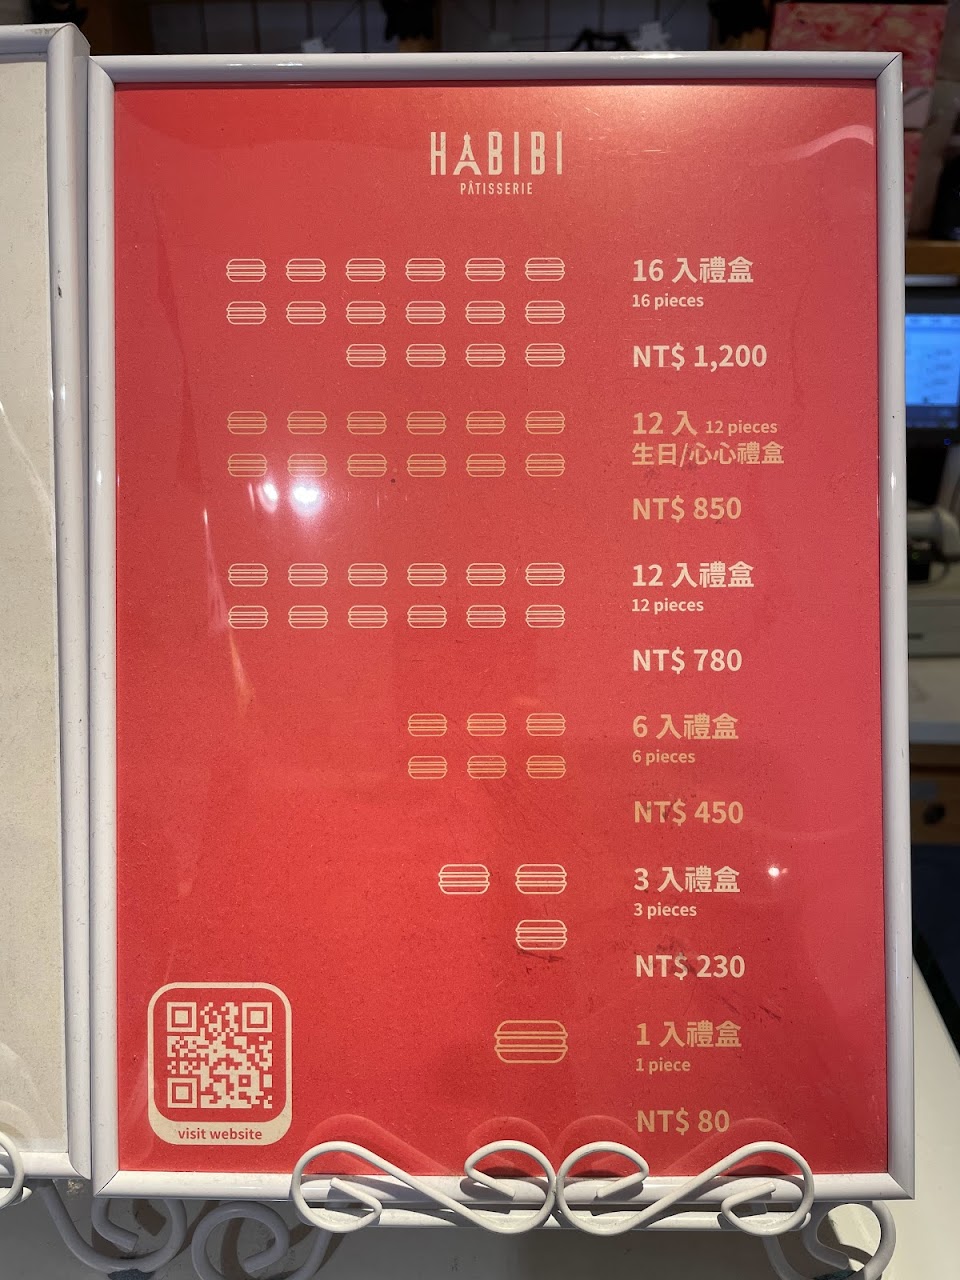 HABIBI
PÂTISSERIE
16 入禮盒
16 pieces
NT$ 1,200
12 入 12 pieces
生日/心心禮盒
NT$ 850
12 入禮盒
12 pieces
NT$ 780
6 入禮盒
6 pieces
NT$ 450
3 入禮盒
3 pieces
NT$ 230
1 入禮盒
1 piece
NT$ 80
visit website